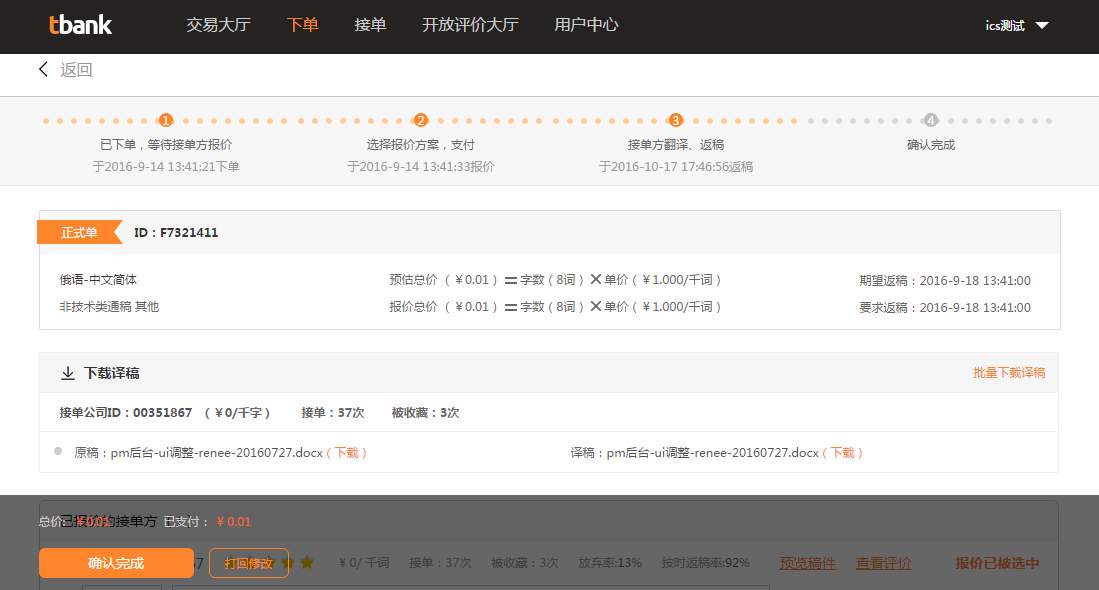 tbank 交易大厅 下单 接单 开放评价大厅 用户中心 ics测试
返回
1 2 3 4
已下单，等待接单方报价 选择报价方案，支付 接单方翻译、返稿 确认完成
于2016-9-14 13:41:21下单 于2016-9-14 13:41:33报价 于2016-10-17 17:46:56返稿
正式单 ID：F7321411
俄语-中文简体 预估总价（￥0.01）=字数（8词）×单价（￥1.000/千词） 期望返稿：2016-9-18 13:41:00
非技术类通稿 其他 报价总价（￥0.01）=字数（8词）×单价（￥1.000/千词） 要求返稿：2016-9-18 13:41:00
下载译稿 批量下载译稿
接单公司ID：00351867 （￥0/千字） 接单：37次 被收藏：3次
原稿：pm后台-ui调整-renee-20160727.docx（下载） 译稿：pm后台-ui调整-renee-20160727.docx（下载）
总价: 已报价的接单方 已支付： ￥0.01
确认完成 7 打回修改 ￥0/千词 接单：37次 被收藏：3次 放弃率:13% 按时返稿率:92% 预览稿件 查看评价 报价已被选中